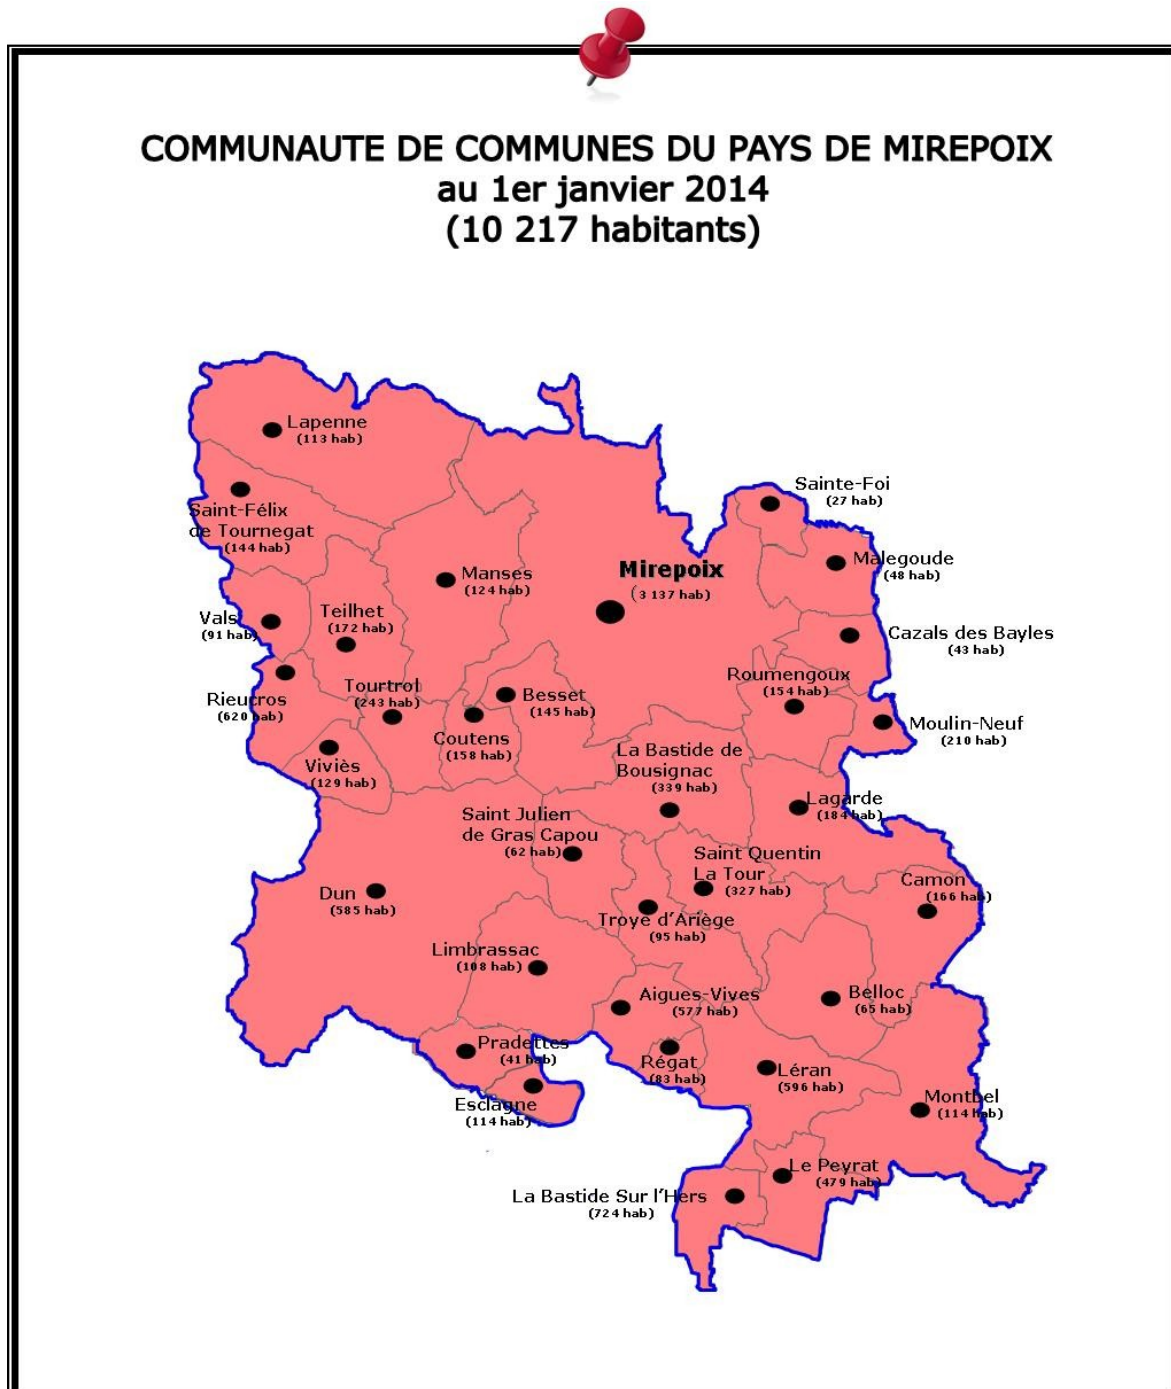 COMMUNAUTE DE COMMUNES DU PAYS DE MIREPOIX
au 1er janvier 2014
(10 217 habitants)
Lapenne
(113 hab)
Sainte-Foi
(27 hab)
Saint-Félix
de Tournegat
(144 hab)
Malegoude
(48 hab)
Mirepoix
(3 137 hab)
Manses
(124 hab)
Teilhet
(172 hab)
Vals
(91 hab)
Cazals des Bayles
(43 hab)
Roumengoux
(154 hab)
Rieucros
(620 hab)
Tourtrol
(243 hab)
Besset
(145 hab)
Moulin-Neuf
(210 hab)
Coutens
(158 hab)
Viviès
(129 hab)
La Bastide de
Bousignac
(339 hab)
Lagarde
(184 hab)
Saint Julien
de Gras Capou
(62 hab)
Saint Quentin
La Tour
(327 hab)
Camon
(166 hab)
Dun
(585 hab)
Troye d'Ariège
(95 hab)
Limbrassac
(108 hab)
Aigues-Vives
(577 hab)
Belloc
(65 hab)
Pradettes
(41 hab)
Régat
(83 hab)
Léran
(596 hab)
Esclagne
(114 hab)
Montbel
(114 hab)
Le Peyrat
(479 hab)
La Bastide Sur l'Hers
(724 hab)